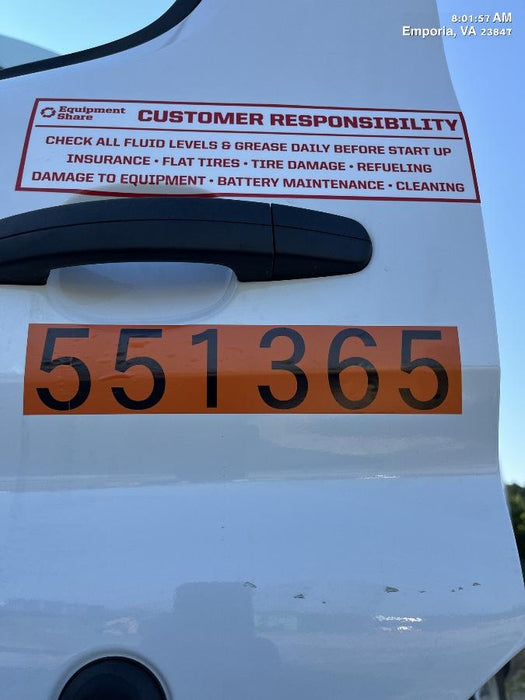 8:01:57 AM
Emporia, VA 23847
Equipment
Share
CUSTOMER RESPONSIBILITY
CHECK ALL FLUID LEVELS & GREASE DAILY BEFORE START UP
INSURANCE • FLAT TIRES • TIRE DAMAGE • REFUELING
DAMAGE TO EQUIPMENT • BATTERY MAINTENANCE • CLEANING
551365